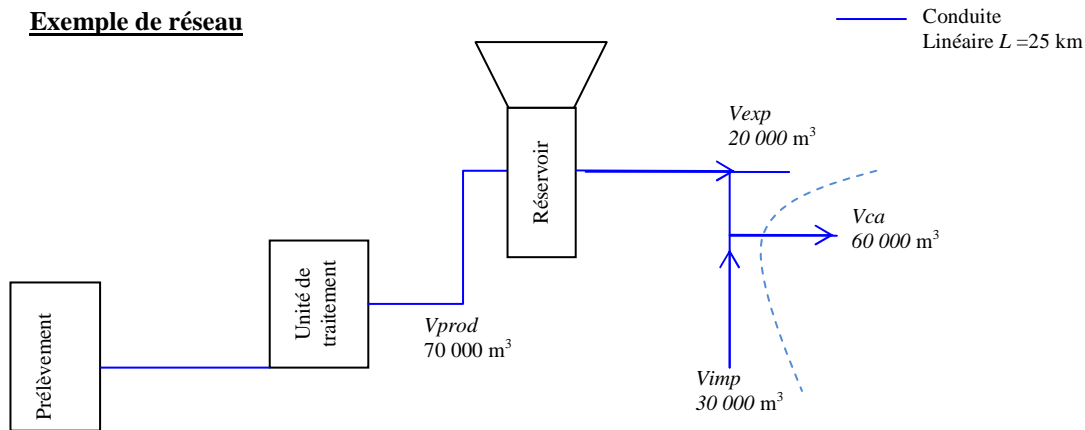 Exemple de réseau
Conduite
Linéaire L =25 km
Vexp
20 000 m³
Réservoir
Vca
60 000 m³
Unité de
traitement
Vprod
70 000 m³
Prélèvement
Vimp
30 000 m³